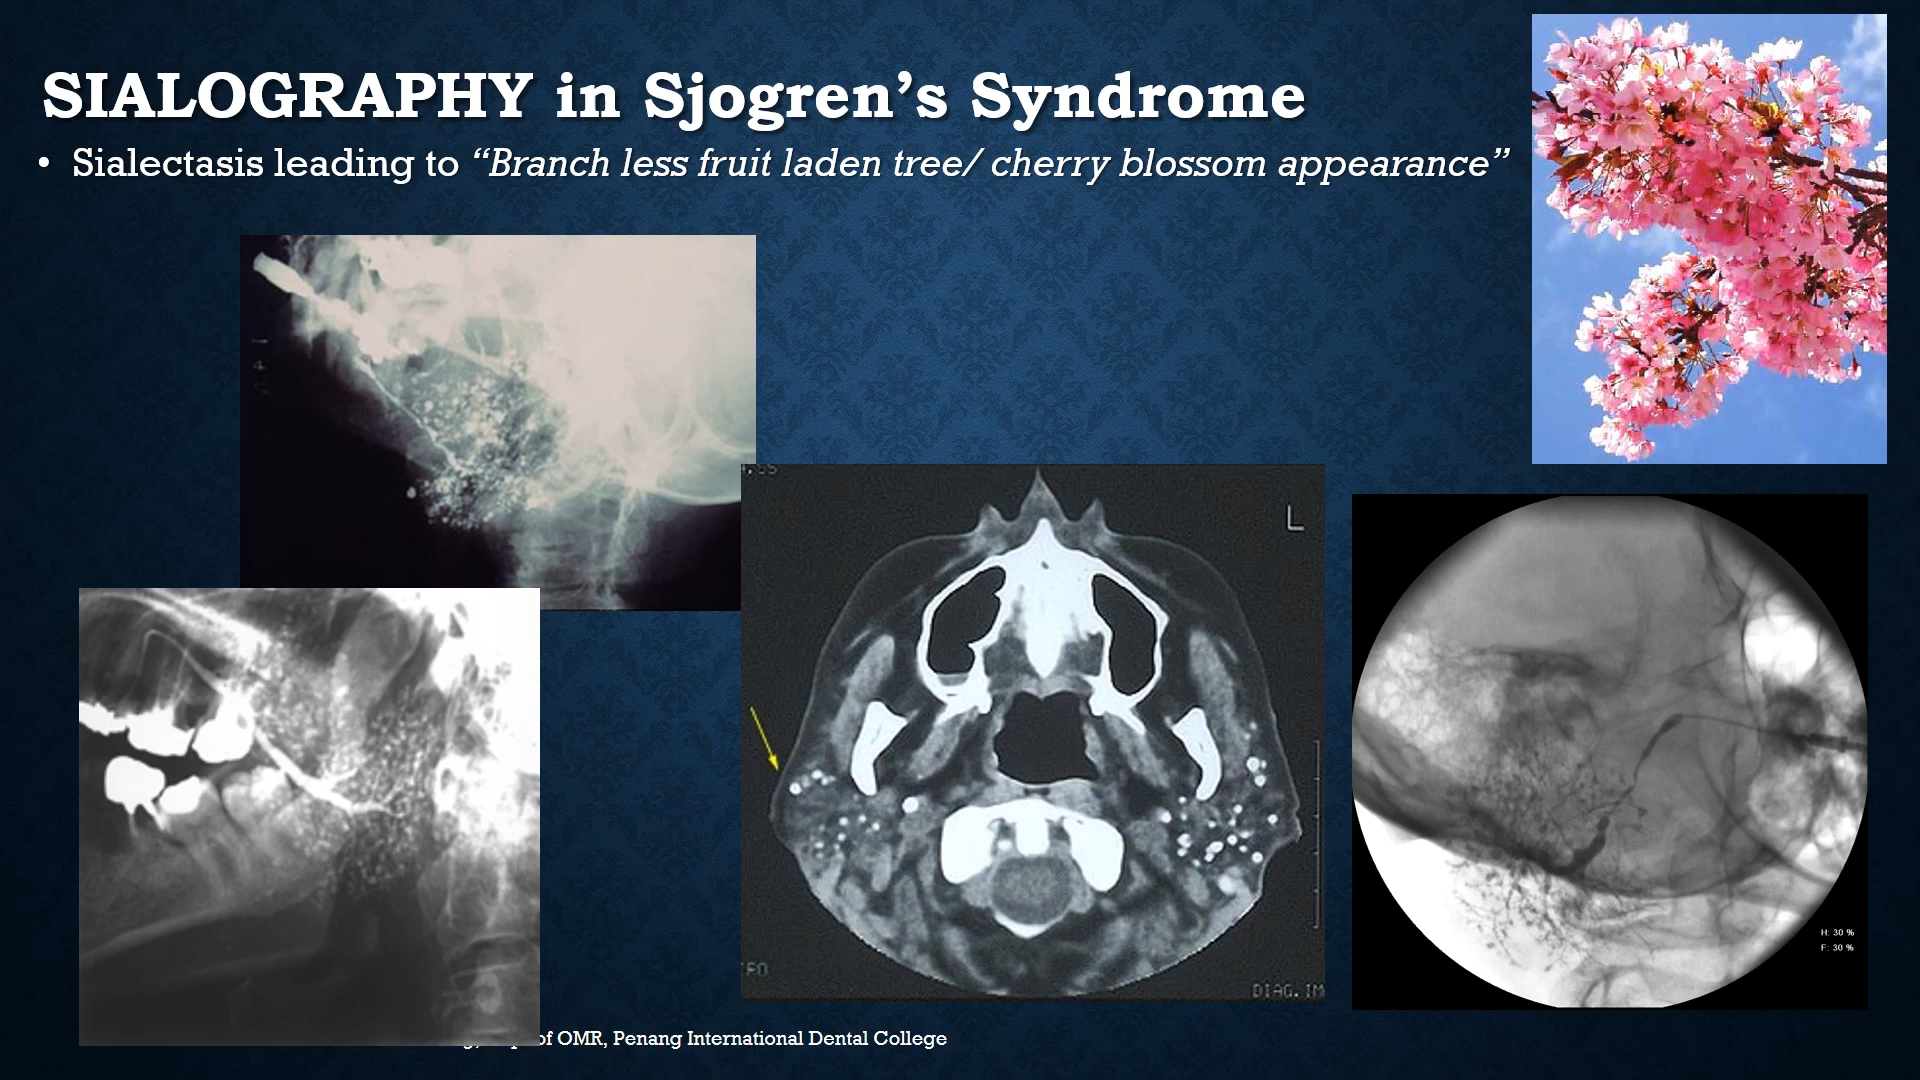 SIALOGRAPHY in Sjogren’s Syndrome
• Sialectasis leading to “Branch less fruit laden tree/ cherry blossom appearance”
L
H: 30 %
F: 30 %
DIAG.IM
of OMR, Penang International Dental College